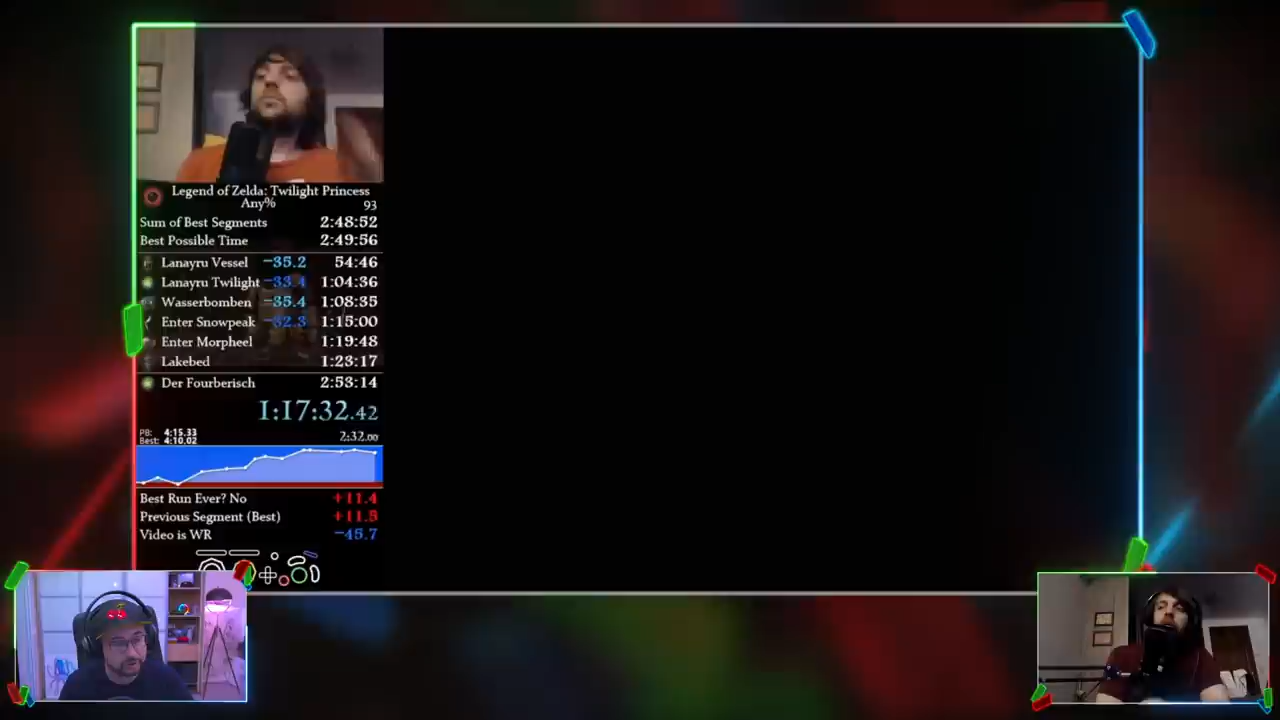 Legend of Zelda: Twilight Princess
Any%
93
Sum of Best Segments 2:48:52
Best Possible Time 2:49:56
Lanayru Vessel −35.2 54:46
Lanayru Twilight −33.4 1:04:36
Wasserbomben −35.4 1:08:35
Enter Snowpeak −32.3 1:15:00
Enter Morpheel 1:19:48
Lakebed 1:23:17
Der Fourberisch 2:53:14
1:17:32.42
PB: 4:15.33
Best: 4:10.02
2:32.00
Best Run Ever? No +11.4
Previous Segment (Best) +11.5
Video is WR −45.7